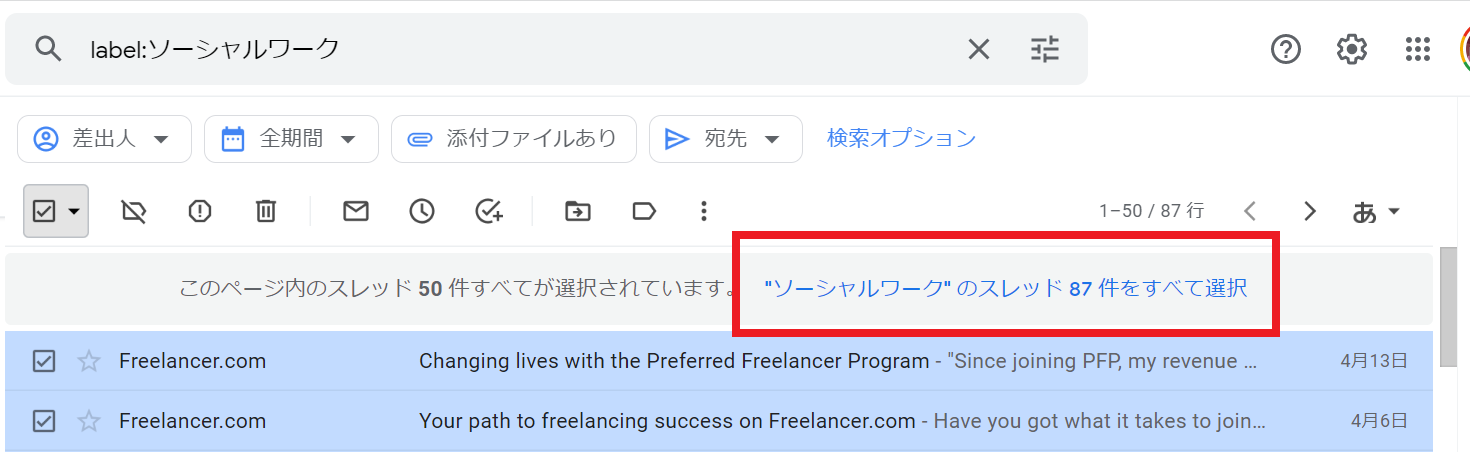 label:ソーシャルワーク
差出人 全期間 添付ファイルあり 宛先 検索オプション
1–50 / 87 行 あ
このページ内のスレッド 50 件すべてが選択されています。 "ソーシャルワーク" のスレッド 87 件をすべて選択
Freelancer.com Changing lives with the Preferred Freelancer Program - "Since joining PFP, my revenue … 4月13日
Freelancer.com Your path to freelancing success on Freelancer.com - Have you got what it takes to join… 4月6日